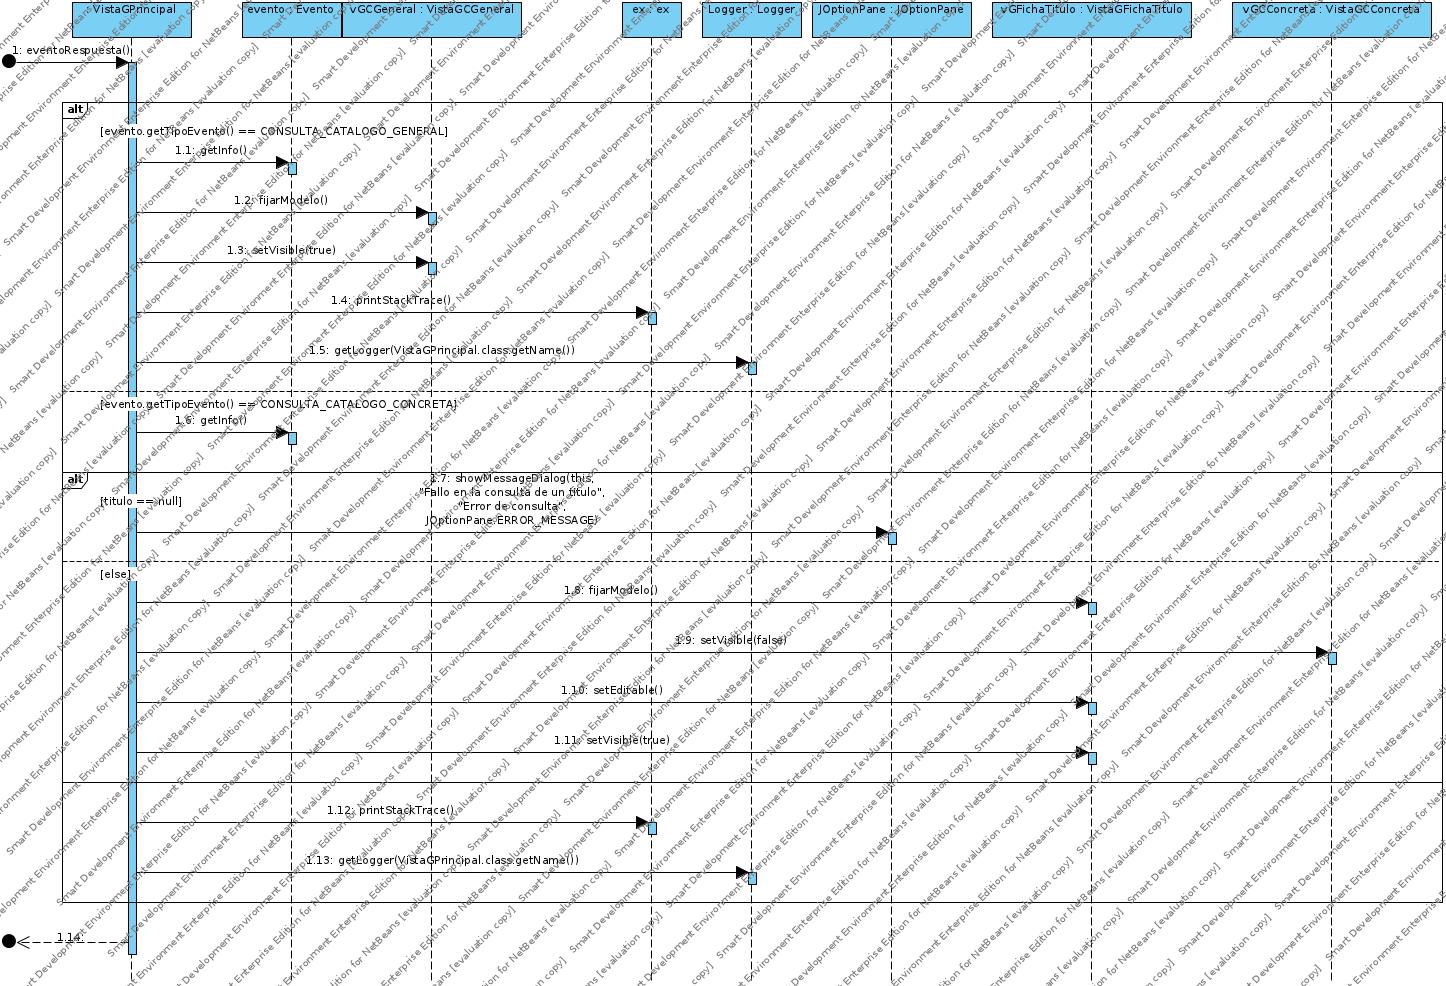 VistaGPrincipal
evento : Evento
vGCGeneral : VistaGCGeneral
ex : ex
Logger : Logger
JOptionPane : JOptionPane
vGFichaTitulo : VistaGFichaTitulo
vGCConcreta : VistaGCConcreta
1: eventoRespuesta()
alt
[evento.getTipoEvento() == CONSULTA_CATALOGO_GENERAL]
1.1: getInfo()
1.2: fijarModelo()
1.3: setVisible(true)
1.4: printStackTrace()
1.5: getLogger(VistaGPrincipal.class.getName())
[evento.getTipoEvento() == CONSULTA_CATALOGO_CONCRETA]
1.6: getInfo()
alt
1.7: showMessageDialog(this,
"Fallo en la consulta de un titulo",
"Error de consulta",
JOptionPane.ERROR_MESSAGE)
[titulo == null]
[else]
1.8: fijarModelo()
1.9: setVisible(false)
1.10: setEditable()
1.11: setVisible(true)
1.12: printStackTrace()
1.13: getLogger(VistaGPrincipal.class.getName())
1.14:
Smart Development Environment Enterprise Edition for NetBeans [evaluation copy]